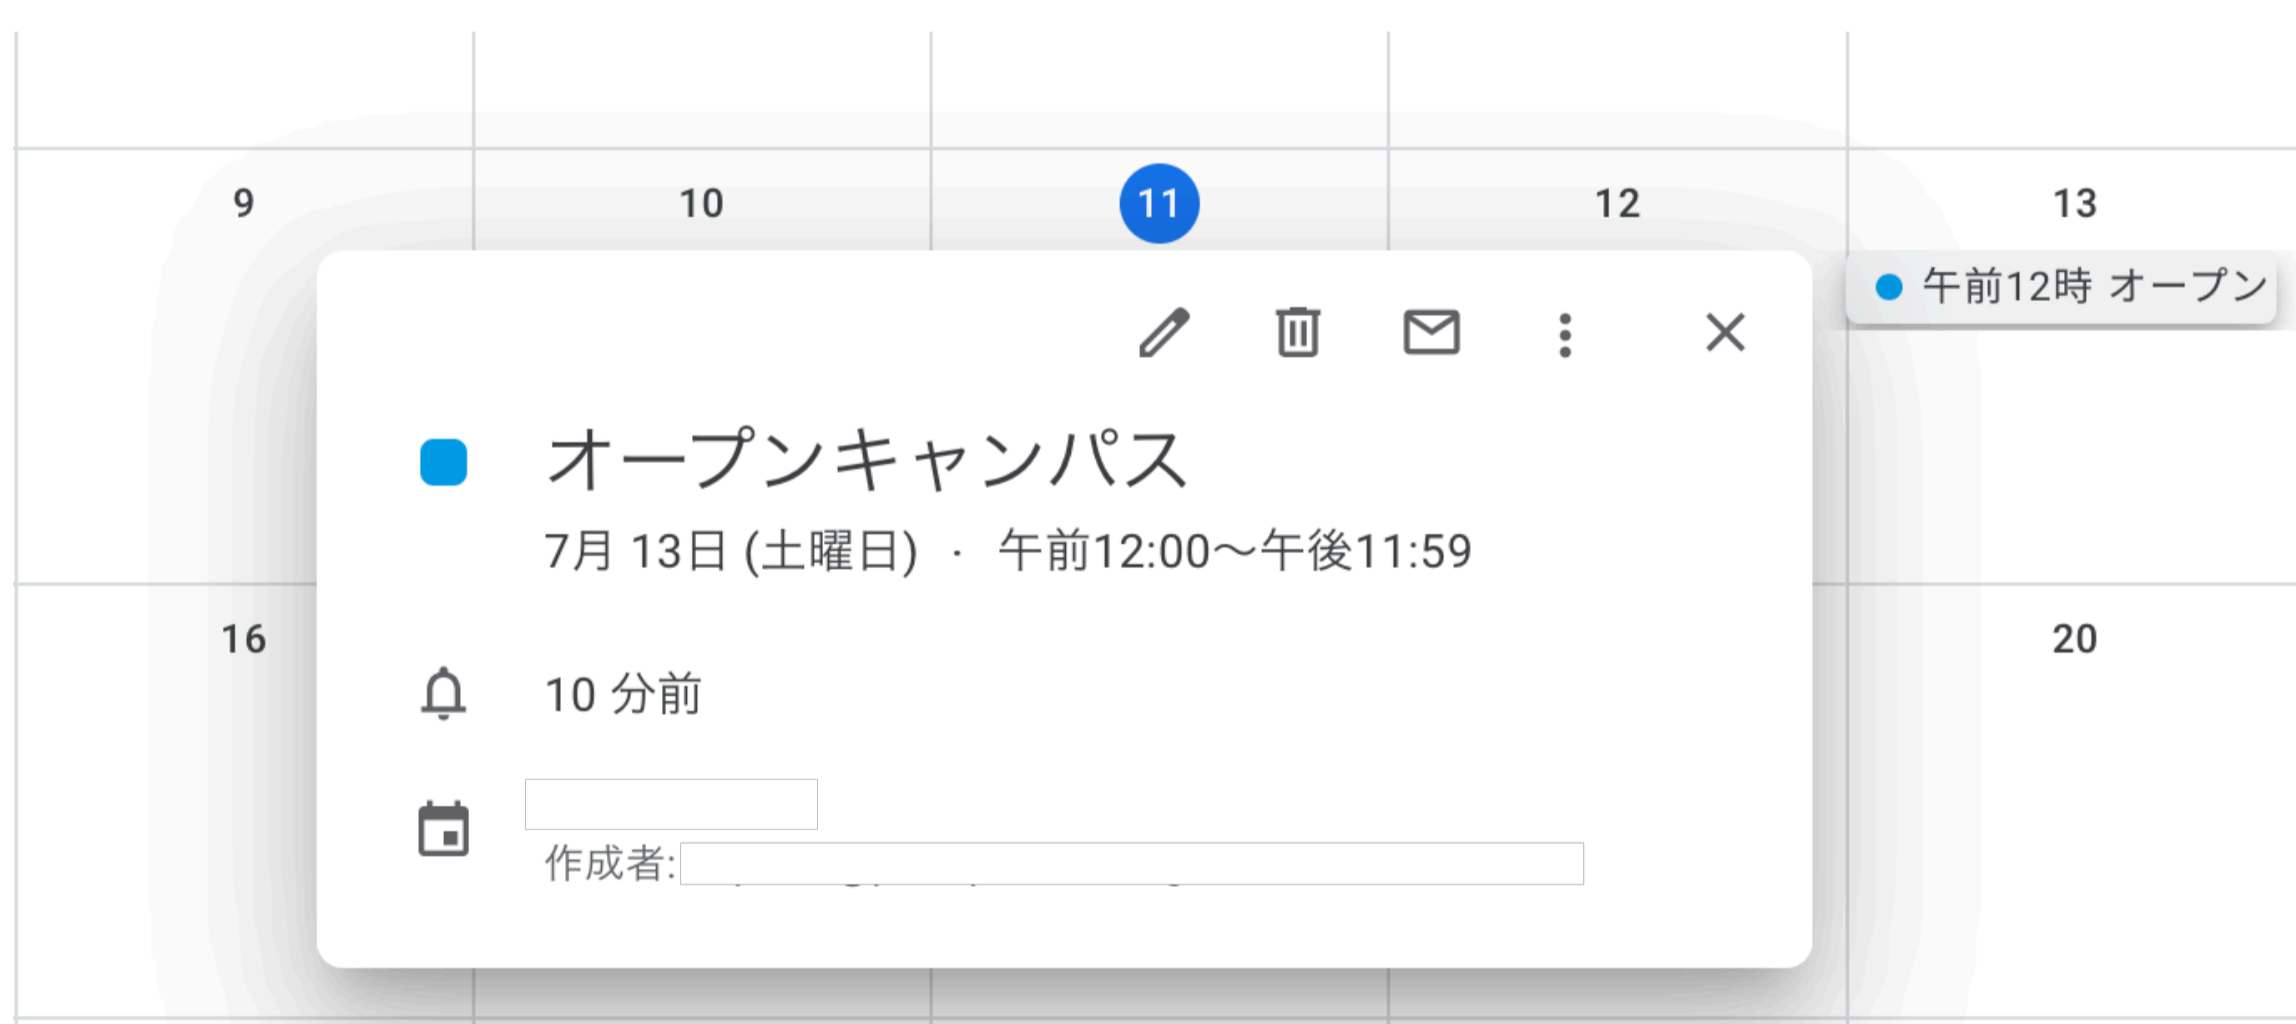 9 10 11 12 13
午前12時 オープン
オープンキャンパス
7月 13日 (土曜日) ・ 午前12:00～午後11:59
16 20
10 分前
作成者: